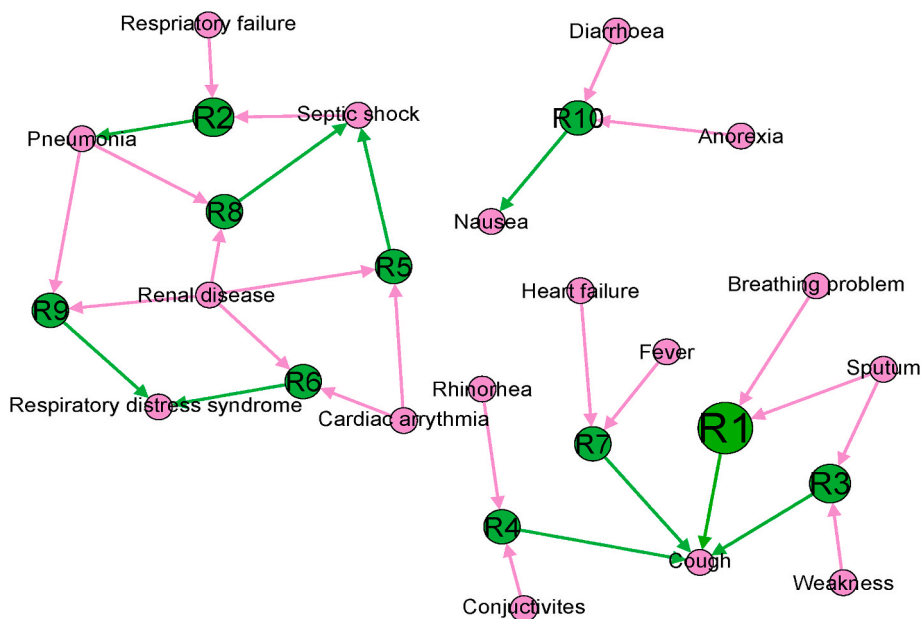 Respriatory failure
Diarrhoea
R2
Septic shock
R10
Pneumonia
Anorexia
R8
Nausea
R5
Renal disease
Heart failure
Breathing problem
R9
Fever
Sputum
R6
Rhinorhea
Respiratory distress syndrome
Cardiac arrythmia
R1
R7
R3
R4
Cough
Weakness
Conjuctivites